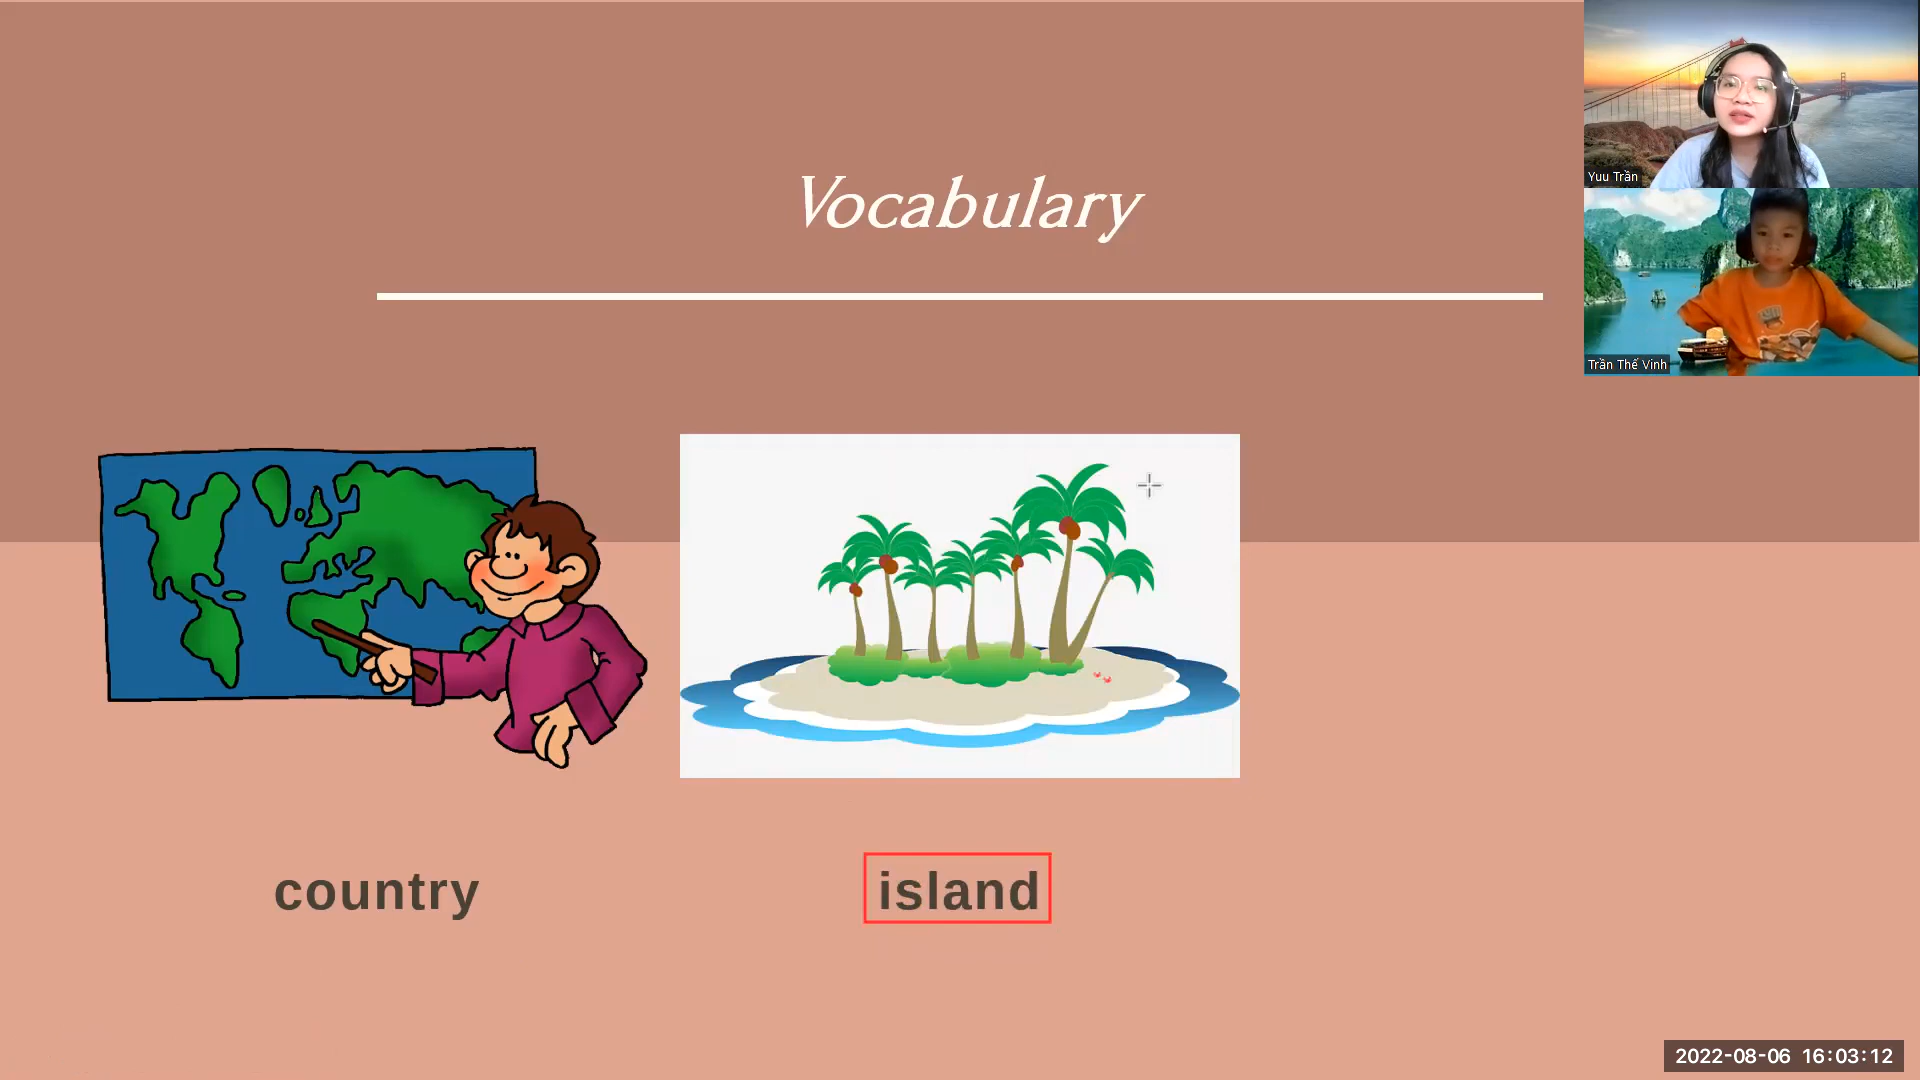 Vocabulary
Yuu Trần
Trần Thế Vinh
country
island
2022-08-06 16:03:12